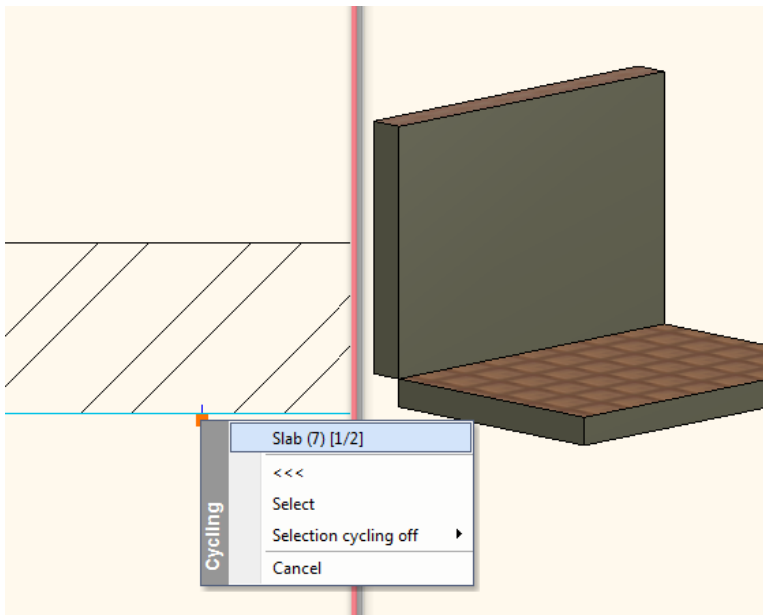 Slab (7) [1/2]
<<<
Select
Selection cycling off
Cancel
Cycling